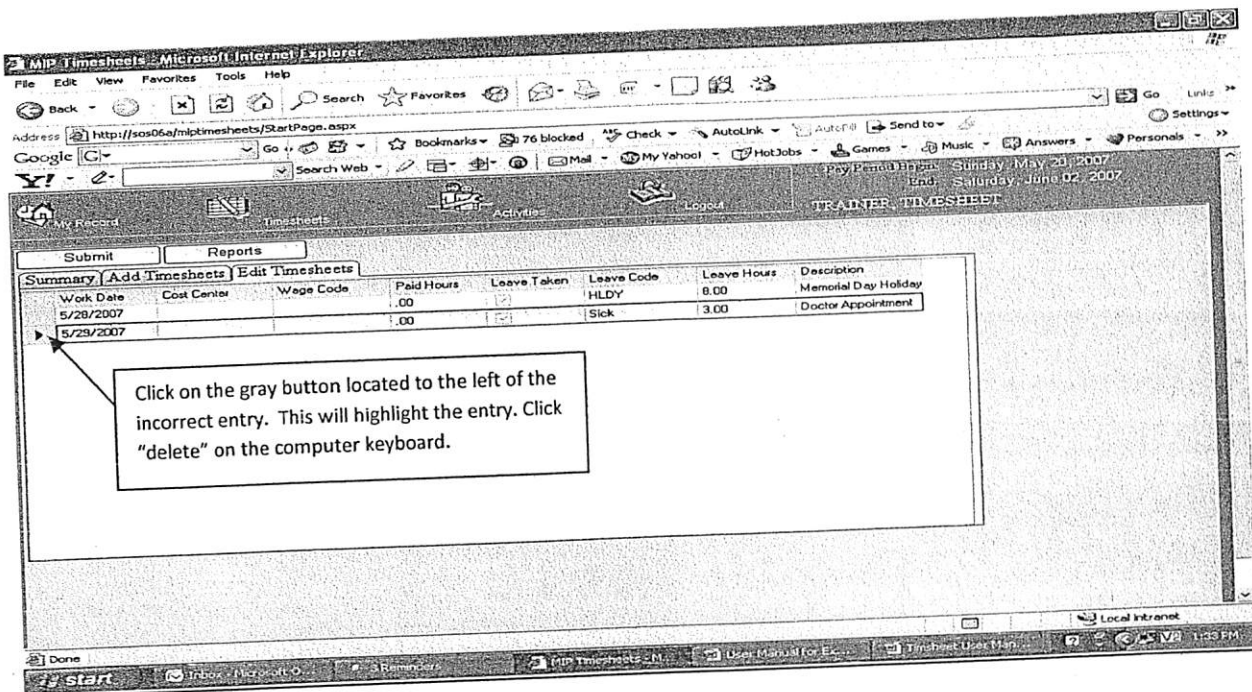 MIP Timesheets - Microsoft Internet Explorer
File Edit View Favorites Tools Help
Back Search Favorites
Address http://sos06a/miptimesheets/StartPage.aspx Go Links »
Google G Go Bookmarks 76 blocked Check AutoLink AutoFill Send to Settings
Y! Search Web Mail My Yahoo! HotJobs Games Music Answers Personals »
Pay Period Begin: Sunday, May 20, 2007
End: Saturday, June 02, 2007
My Record Timesheets Activities Logout TRAINER, TIMESHEET
Submit Reports
Summary Add Timesheets Edit Timesheets
Work Date Cost Center Wage Code Paid Hours Leave Taken Leave Code Leave Hours Description
5/28/2007 .00 HLDY 8.00 Memorial Day Holiday
5/29/2007 .00 Sick 3.00 Doctor Appointment
Click on the gray button located to the left of the
incorrect entry. This will highlight the entry. Click
"delete" on the computer keyboard.
Done Local intranet
start Inbox - Microsoft O... 3 Reminders MIP Timesheets - M... User Manual for Ex... Timsheet User Man... 1:33 PM